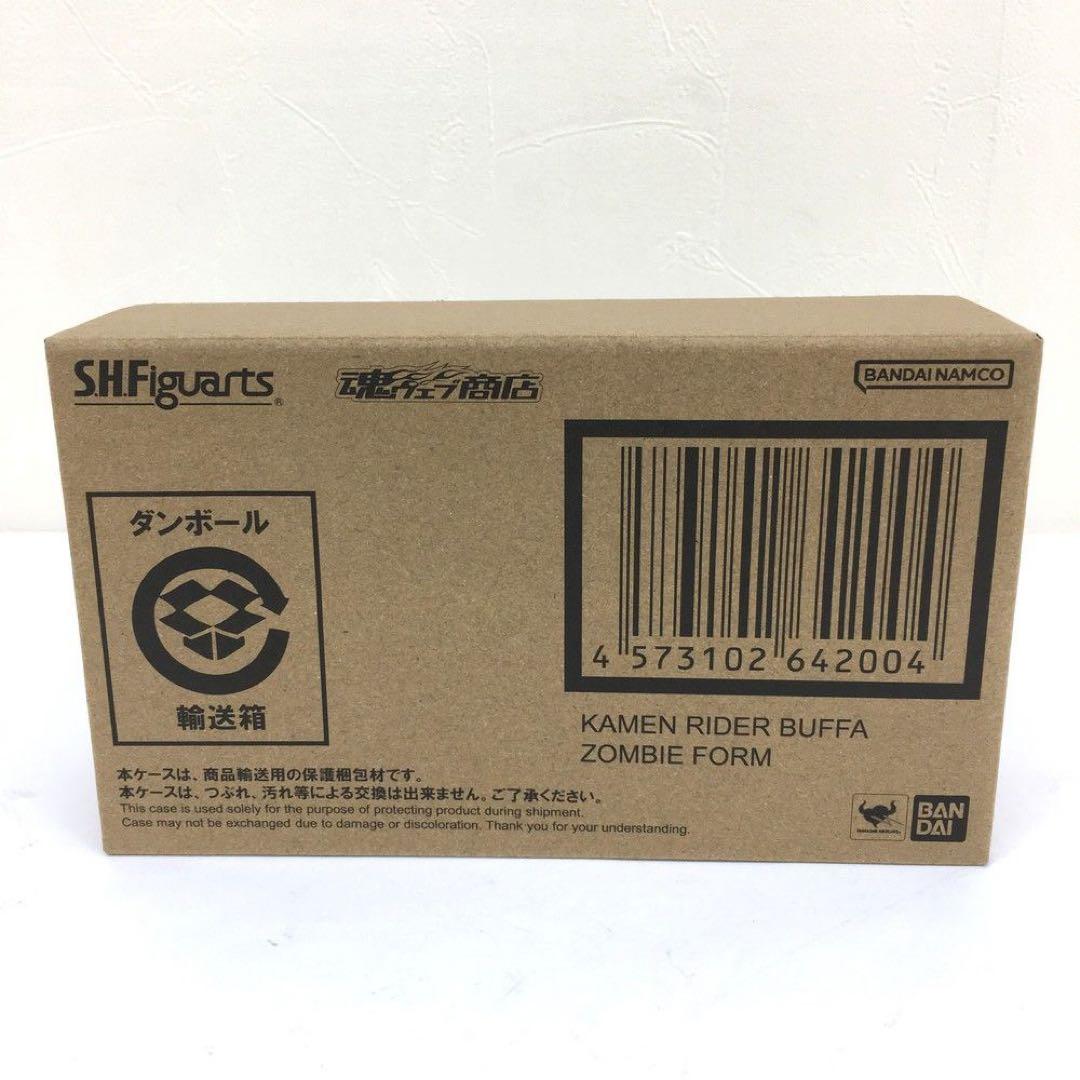 S.H.Figuarts®
魂ウェブ商店
BANDAI NAMCO
ダンボール
輸送箱
4 573102 642004
KAMEN RIDER BUFFA
ZOMBIE FORM
本ケースは、商品輸送用の保護梱包材です。
本ケースは、つぶれ、汚れ等による交換は出来ません。ご了承ください。
This case is used solely for the purpose of protecting product during shipment.
Case may not be exchanged due to damage or discoloration. Thank you for your understanding.
BAN
DAI